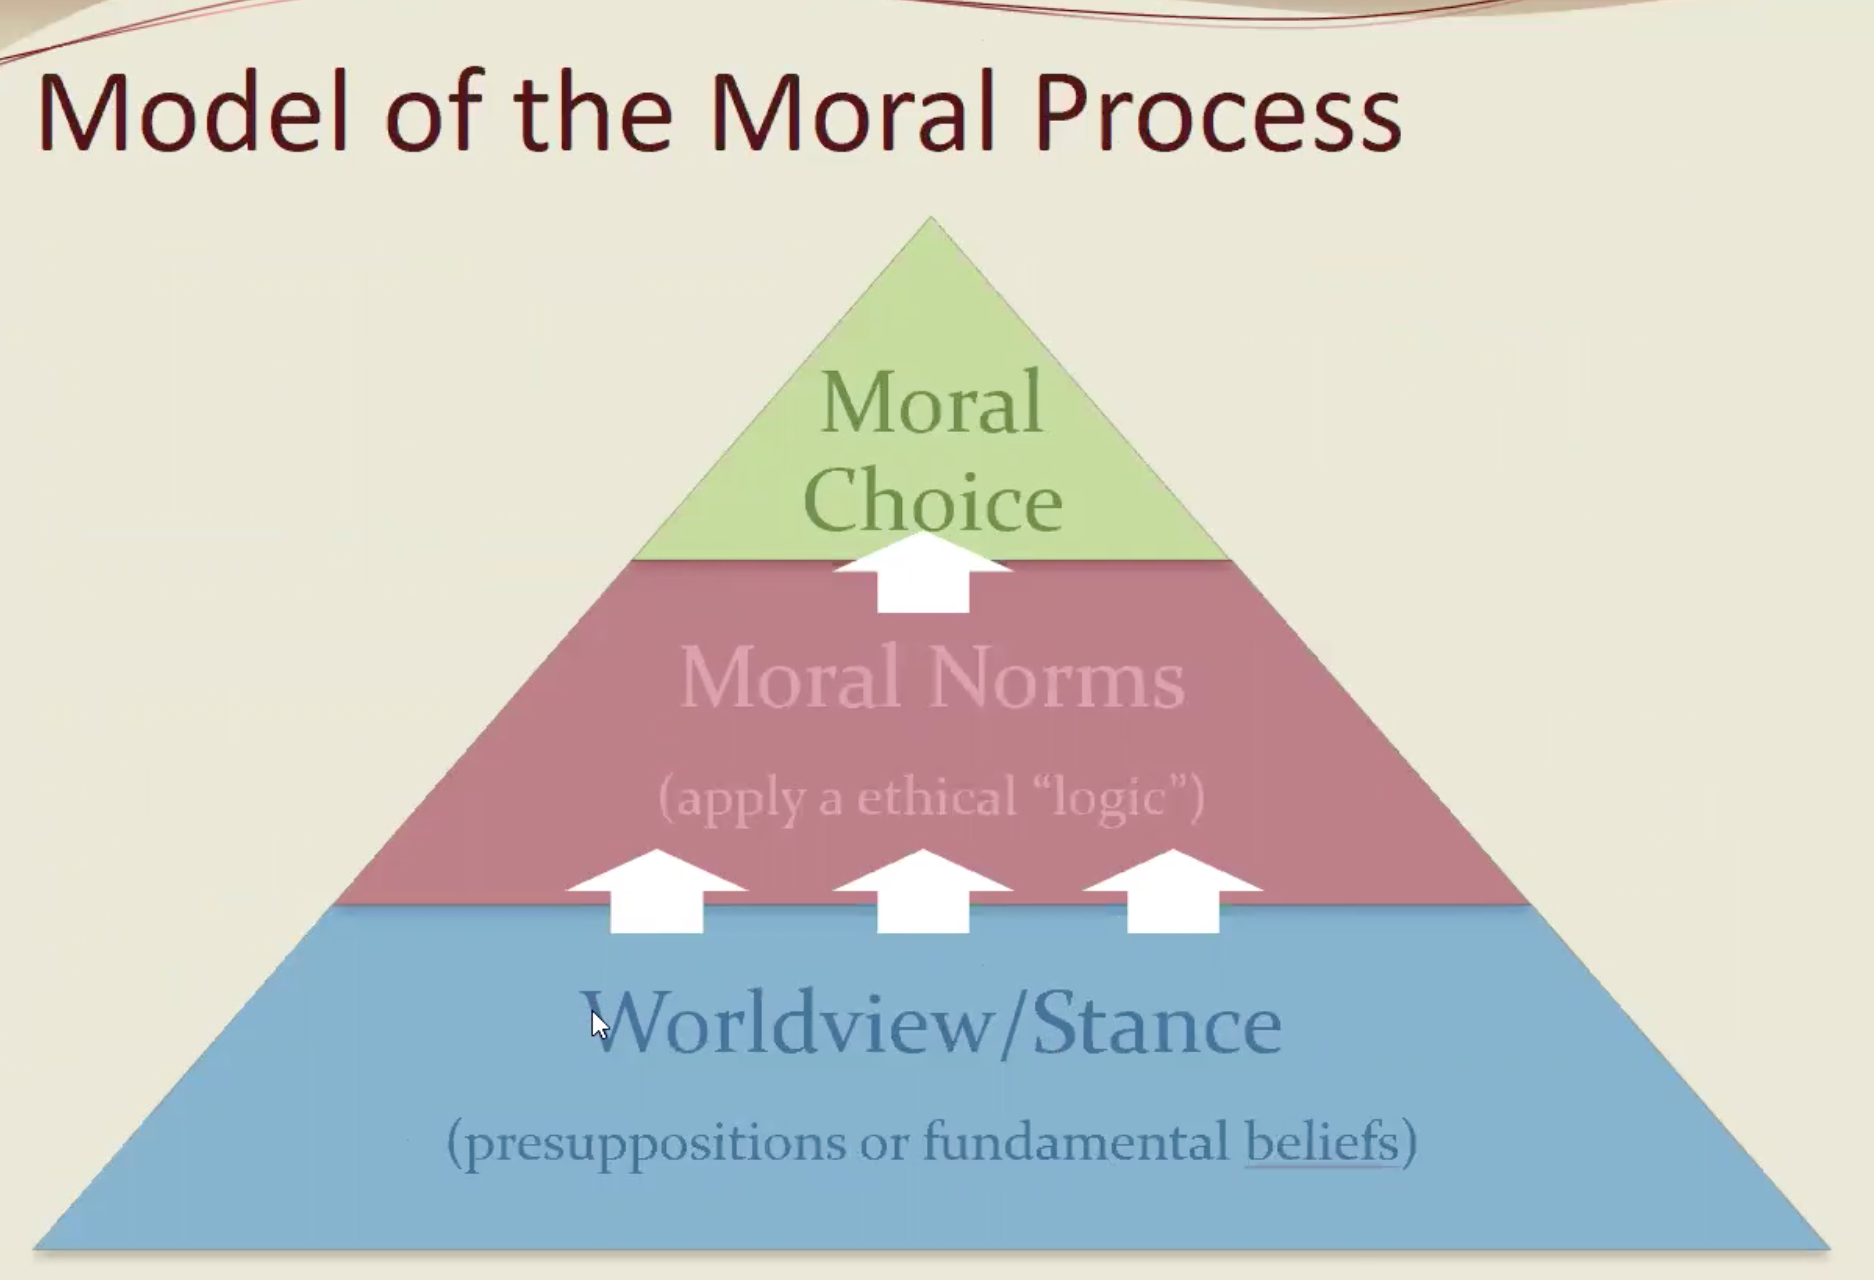 Model of the Moral Process
Moral
Choice
Moral Norms
(apply a ethical “logic”)
Worldview/Stance
(presuppositions or fundamental beliefs)